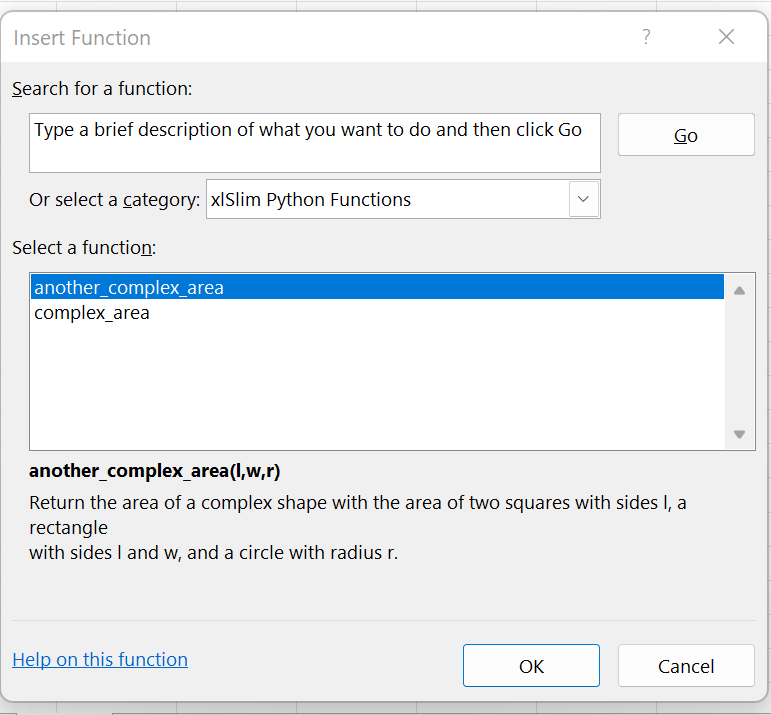 Insert Function ?
Search for a function:
Type a brief description of what you want to do and then click Go
Go
Or select a category: xlSlim Python Functions
Select a function:
another_complex_area
complex_area
another_complex_area(l,w,r)
Return the area of a complex shape with the area of two squares with sides l, a
rectangle
with sides l and w, and a circle with radius r.
Help on this function
OK
Cancel